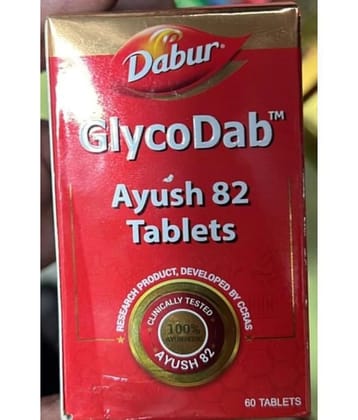 Dabur®
GlycoDab™
Ayush 82
Tablets
RESEARCH PRODUCT, DEVELOPED BY CCRAS
CLINICALLY TESTED
100%
AYURVEDIC
AYUSH 82
60 TABLETS